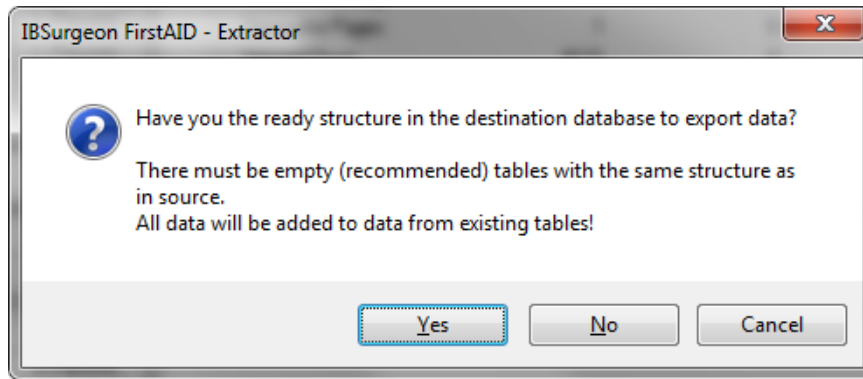 IBSurgeon FirstAID - Extractor
Have you the ready structure in the destination database to export data?
There must be empty (recommended) tables with the same structure as
in source.
All data will be added to data from existing tables!
Yes
No
Cancel